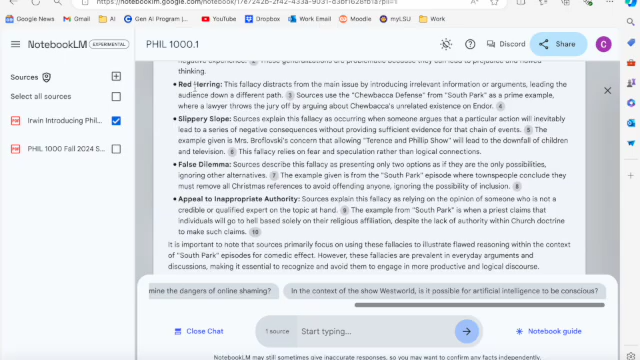 https://notebooklm.google.com/notebook/17e7242b-2f42-433a-9031-d3bf1628fb1a?pli=1
Google News
Gmail
AI
Gen AI Program (...
YouTube
Dropbox
Work Email
Moodle
myLSU
Work
NotebookLM
EXPERIMENTAL
PHIL 1000.1
Discord
Share
C
Sources
Select all sources
Irwin Introducing Phil...
PHIL 1000 Fall 2024 S...
negative experience. 2 These generalizations are problematic because they can lead to prejudice and flawed
thinking.
• Red Herring: This fallacy distracts from the main issue by introducing irrelevant information or arguments, leading the
audience down a different path. 3 Sources use the "Chewbacca Defense" from "South Park" as a prime example,
where a lawyer throws the jury off by arguing about Chewbacca's unrelated existence on Endor. 4
• Slippery Slope: Sources explain this fallacy as occurring when someone argues that a particular action will inevitably
lead to a series of negative consequences without providing sufficient evidence for that chain of events. 5 The
example given is Mrs. Broflovski's concern that allowing "Terrence and Phillip Show" will lead to the downfall of children
and television. 6 This fallacy relies on fear and speculation rather than logical connections.
• False Dilemma: Sources describe this fallacy as presenting only two options as if they are the only possibilities,
ignoring other alternatives. 7 The example given is from the "South Park" episode where townspeople conclude they
must remove all Christmas references to avoid offending anyone, ignoring the possibility of inclusion. 8
• Appeal to Inappropriate Authority: Sources explain this fallacy as relying on the opinion of someone who is not a
credible or qualified expert on the topic at hand. 9 The example from "South Park" is when a priest claims that
individuals will go to hell based solely on their religious affiliation, despite the lack of authority within Church doctrine
to make such claims. 10
It is important to note that sources primarily focus on using these fallacies to illustrate flawed reasoning within the context
of "South Park" episodes for comedic effect. However, these fallacies are prevalent in everyday arguments and
discussions, making it essential to recognize and avoid them to engage in more productive and logical discourse.
mine the dangers of online shaming?
In the context of the show Westworld, is it possible for artificial intelligence to be conscious?
Close Chat
1 source
Start typing...
Notebook guide
NotebookLM may still sometimes give inaccurate responses, so you may want to confirm any facts independently.